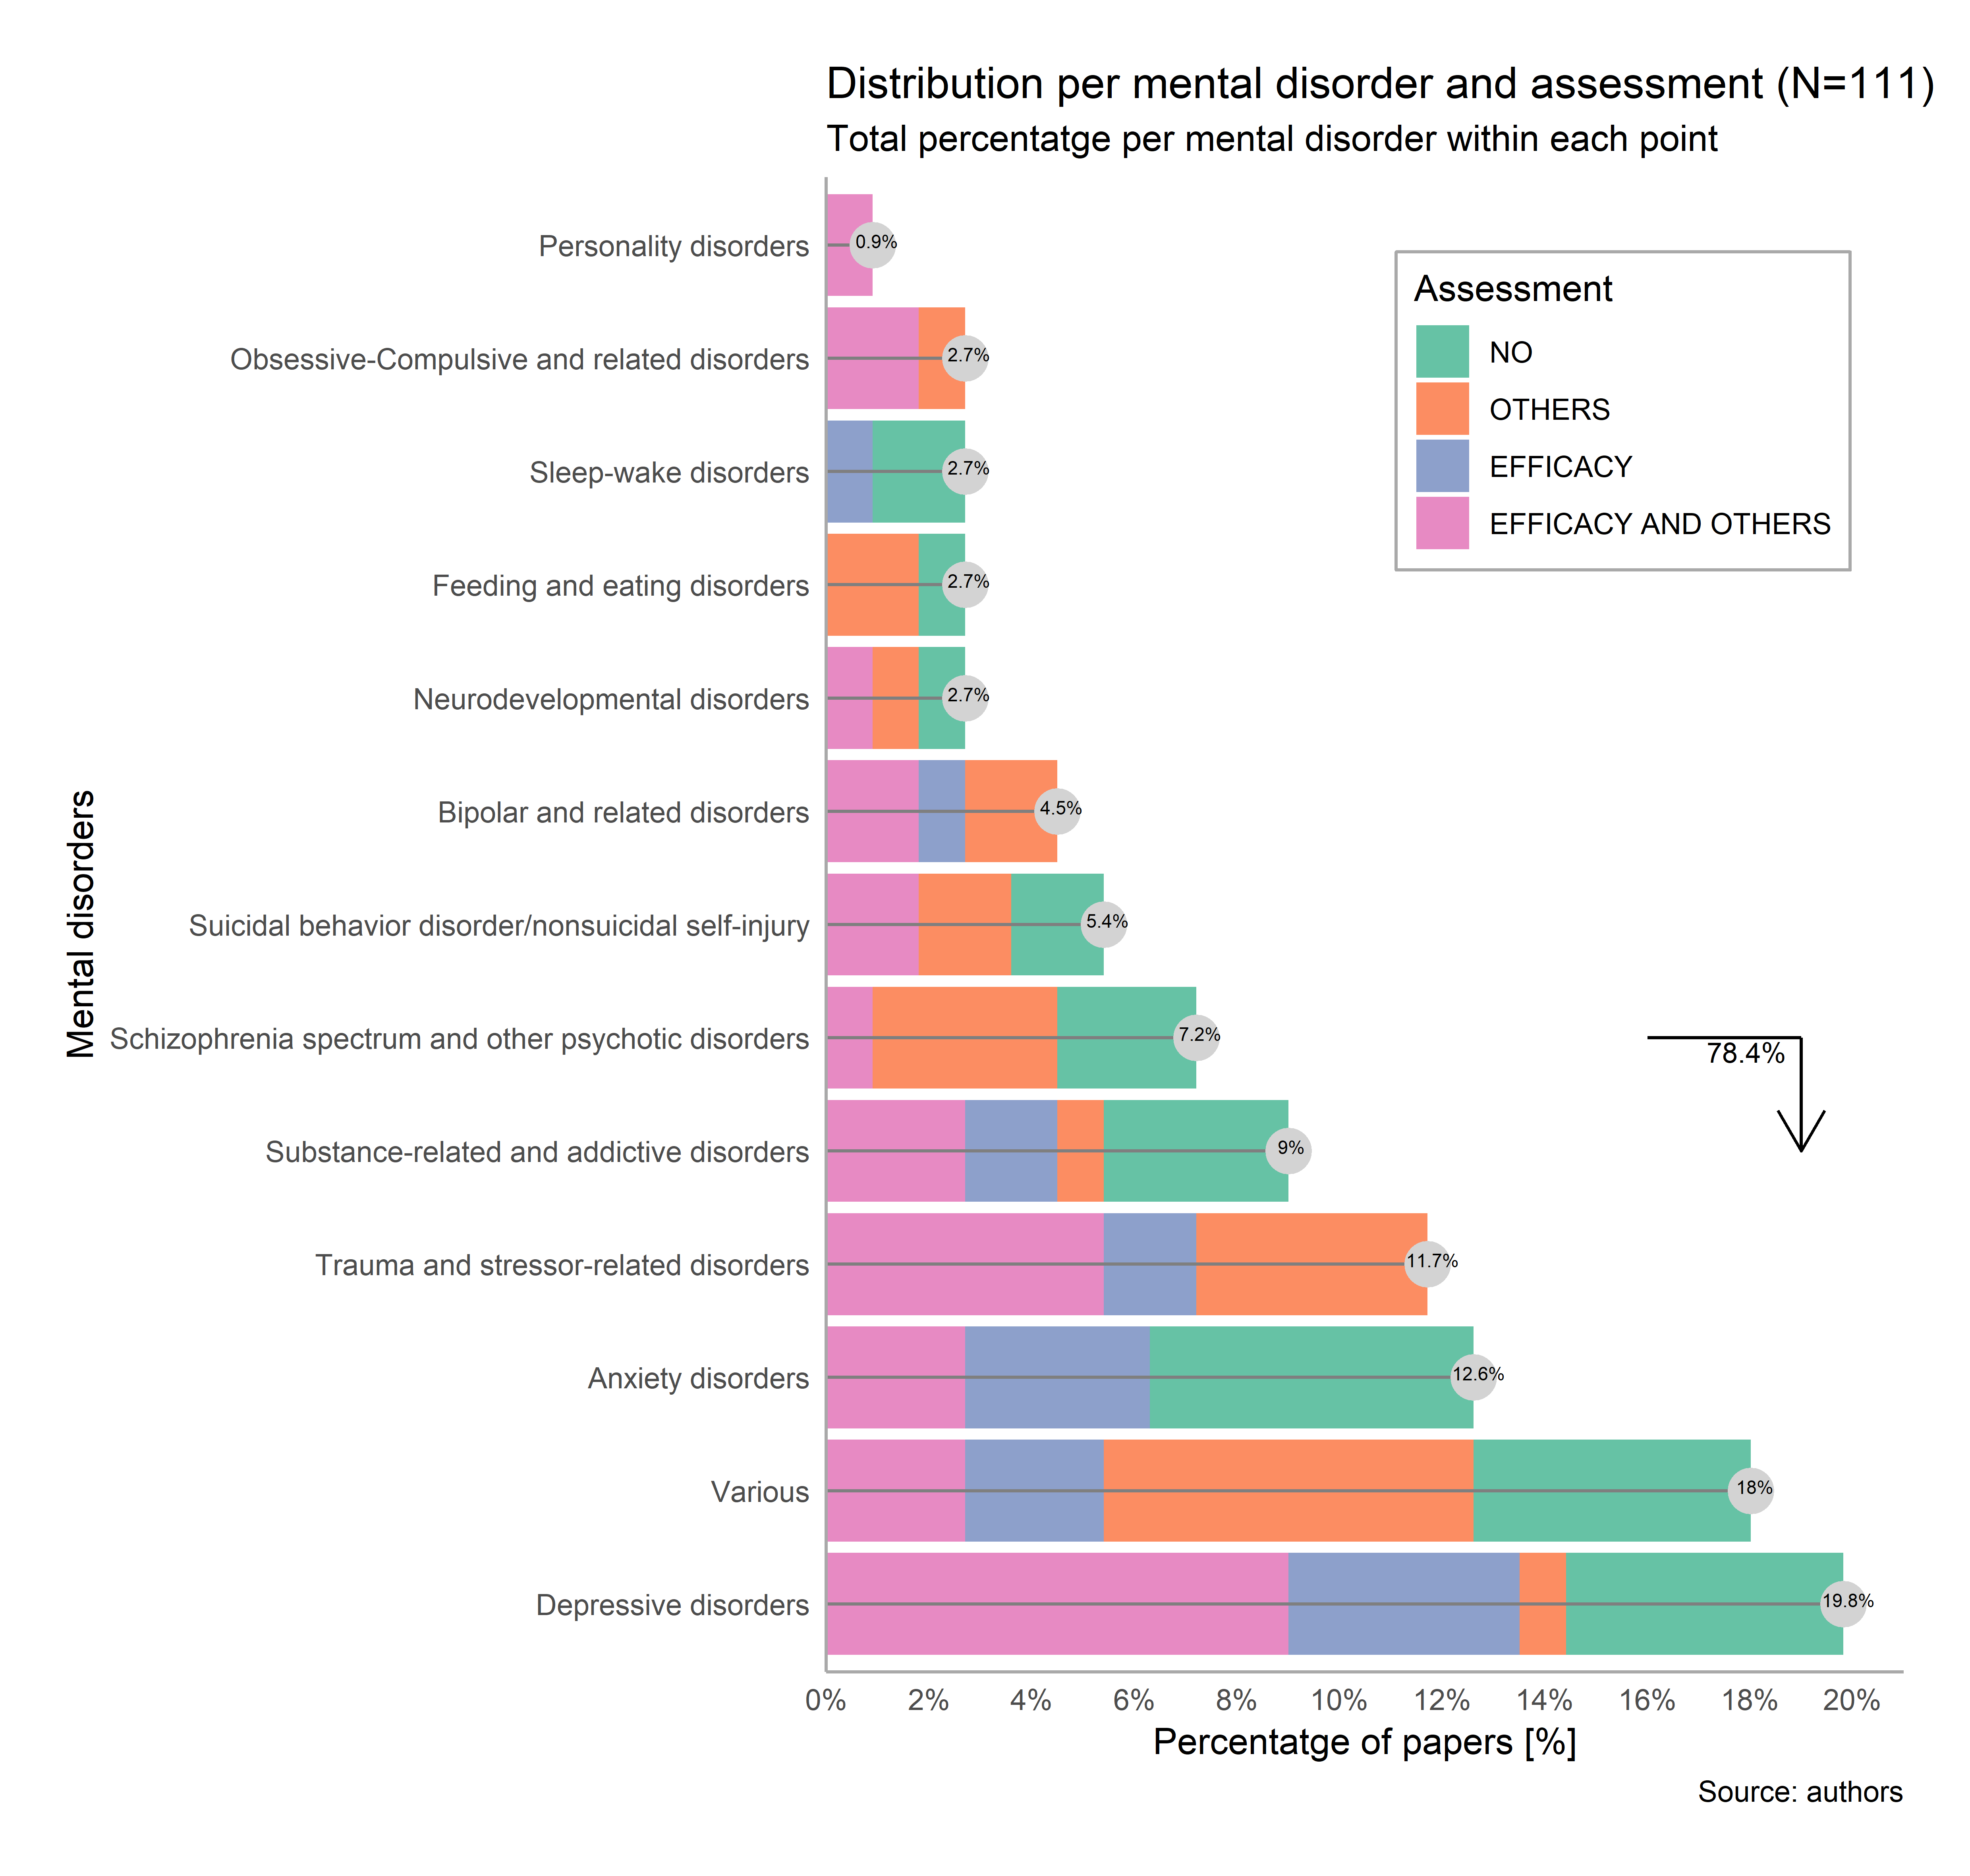 Distribution per mental disorder and assessment (N=111)
Total percentatge per mental disorder within each point
Personality disorders
0.9%
Obsessive-Compulsive and related disorders
2.7%
Sleep-wake disorders
2.7%
Feeding and eating disorders
2.7%
Neurodevelopmental disorders
2.7%
Bipolar and related disorders
4.5%
Suicidal behavior disorder/nonsuicidal self-injury
5.4%
Schizophrenia spectrum and other psychotic disorders
7.2%
Substance-related and addictive disorders
9%
Trauma and stressor-related disorders
11.7%
Anxiety disorders
12.6%
Various
18%
Depressive disorders
19.8%
Assessment
NO
OTHERS
EFFICACY
EFFICACY AND OTHERS
78.4%
Mental disorders
0% 2% 4% 6% 8% 10% 12% 14% 16% 18% 20%
Percentatge of papers [%]
Source: authors